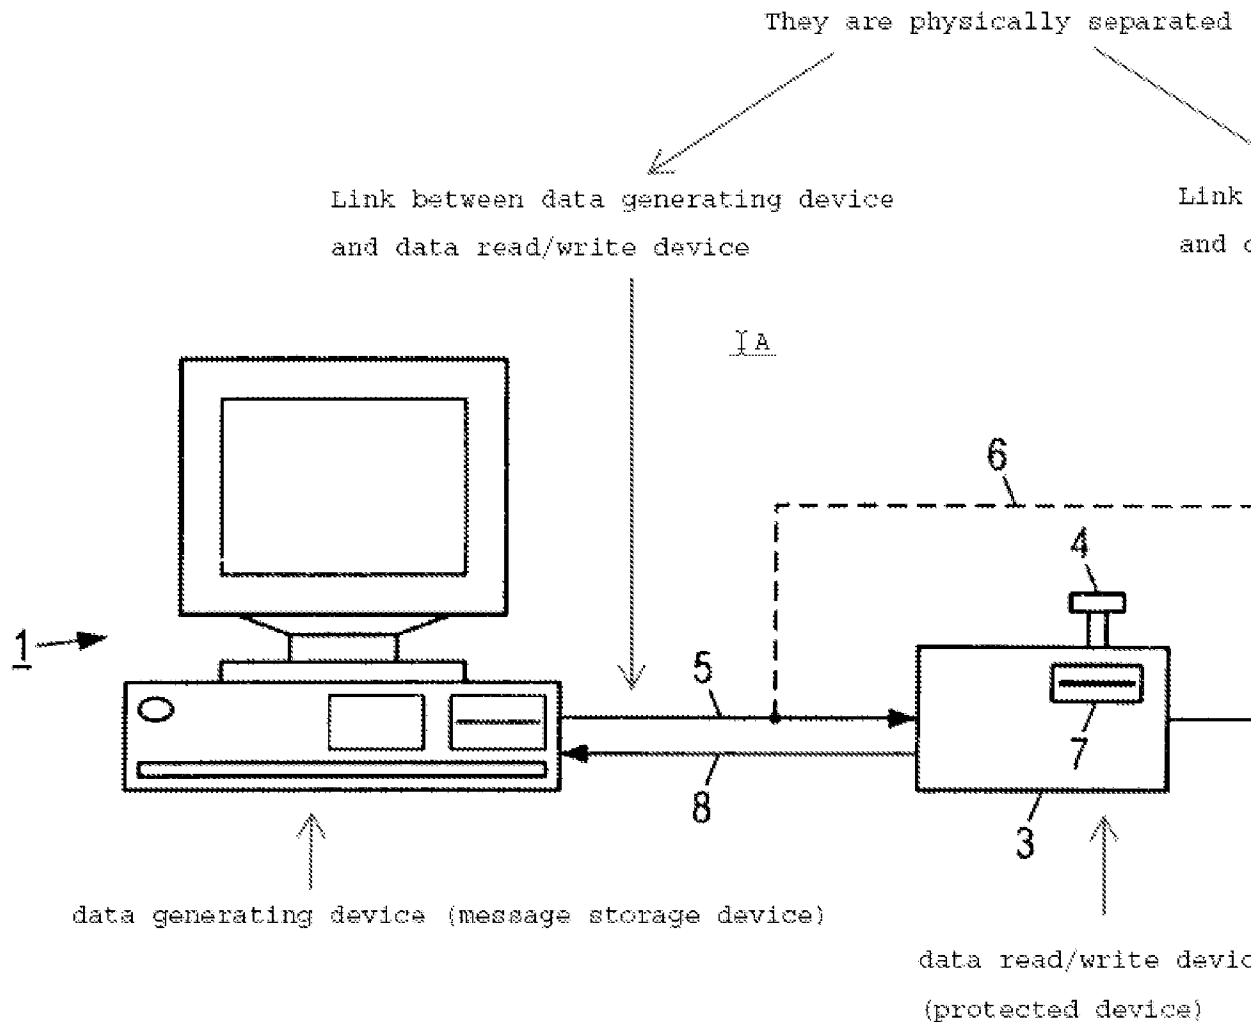 They are physically separated
Link between data generating device
and data read/write device
Link
and
A
6
4
1
5
7
8
3
data generating device (message storage device)
data read/write devic
(protected device)